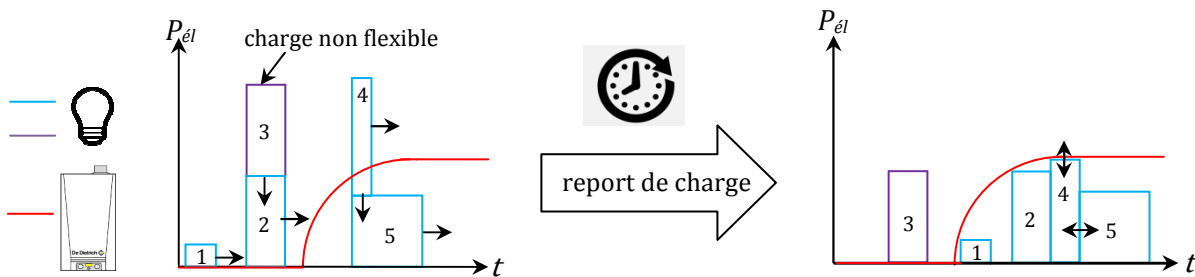 P_él
charge non flexible
3
4
2
1
5
De Dietrich
t
report de charge
P_él
3
2
4
1
5
t